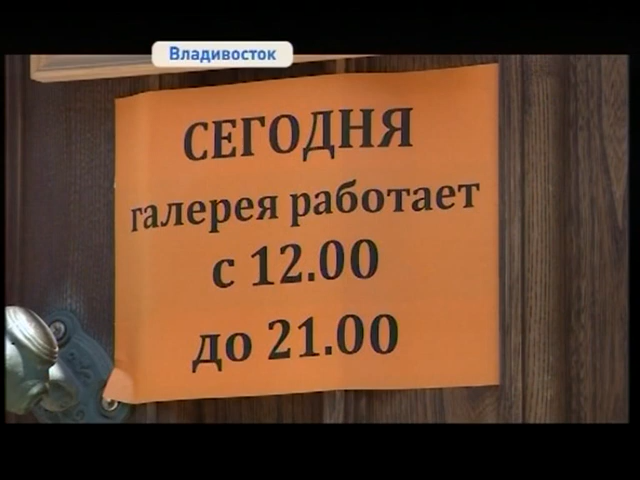 Владивосток
СЕГОДНЯ
галерея работает
с 12.00
до 21.00